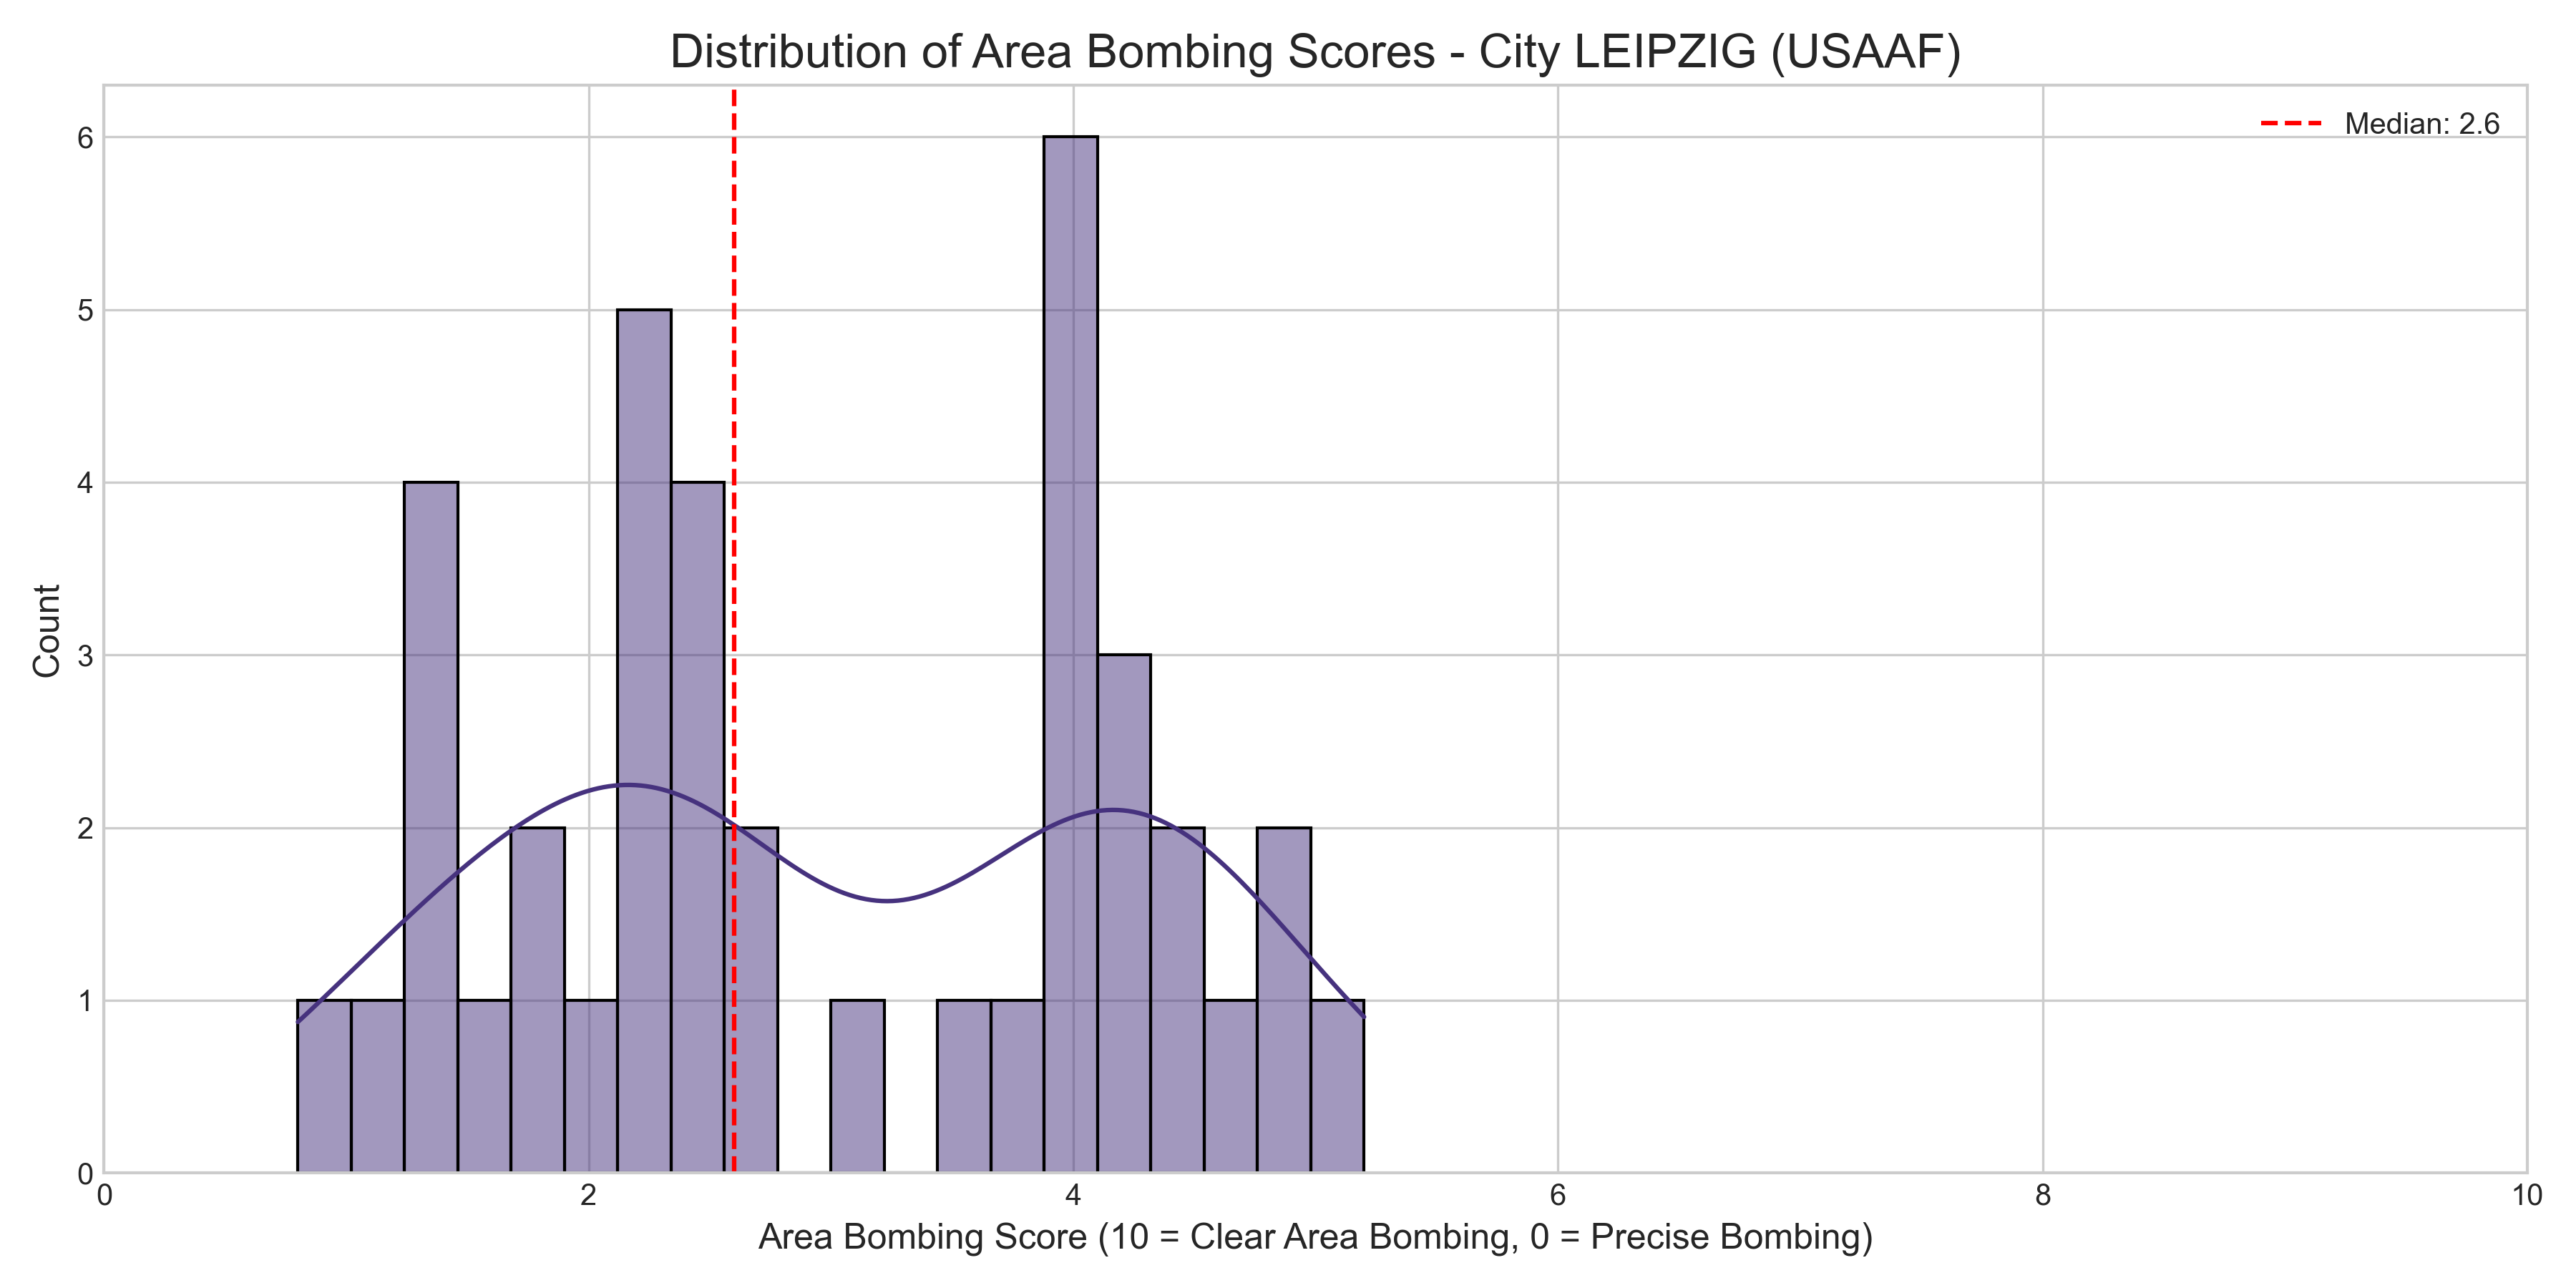 Distribution of Area Bombing Scores - City LEIPZIG (USAAF)
Median: 2.6
6
5
4
3
2
1
0
Count
0 2 4 6 8 10
Area Bombing Score (10 = Clear Area Bombing, 0 = Precise Bombing)